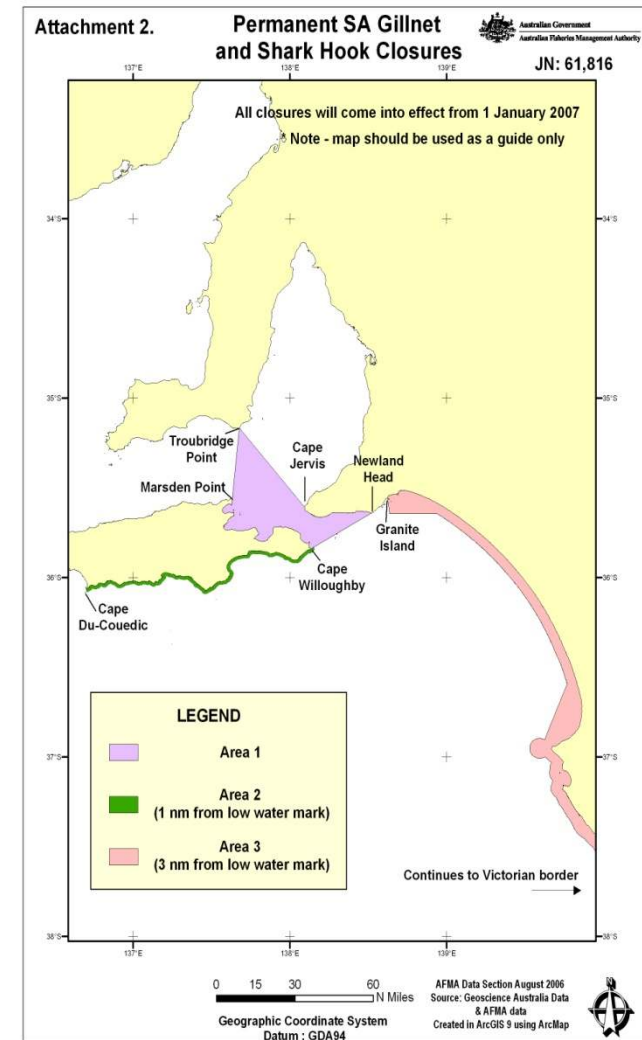 Attachment 2.
Permanent SA Gillnet
and Shark Hook Closures
Australian Government
Australian Fisheries Management Authority
JN: 61,816
137°E
138°E
139°E
All closures will come into effect from 1 January 2007
Note - map should be used as a guide only
34°S
34°S
35°S
35°S
Troubridge
Point
Cape
Jervis
Newland
Head
Marsden Point
Granite
Island
Cape
Willoughby
36°S
36°S
Cape
Du-Couedic
LEGEND
Area 1
Area 2
(1 nm from low water mark)
Area 3
(3 nm from low water mark)
37°S
37°S
Continues to Victorian border
38°S
38°S
137°E
138°E
139°E
0 15 30 60
N Miles
Geographic Coordinate System
Datum : GDA94
AFMA Data Section August 2006
Source: Geoscience Australia Data
& AFMA data
Created in ArcGIS 9 using ArcMap